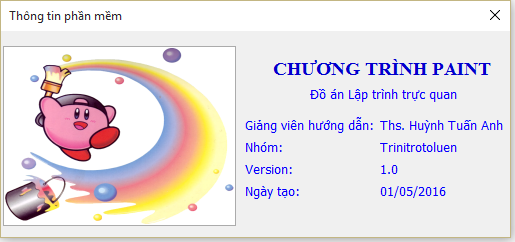 Thông tin phần mềm
CHƯƠNG TRÌNH PAINT
Đồ án Lập trình trực quan
Giảng viên hướng dẫn: Ths. Huỳnh Tuấn Anh
Nhóm: Trinitrotoluen
Version: 1.0
Ngày tạo: 01/05/2016